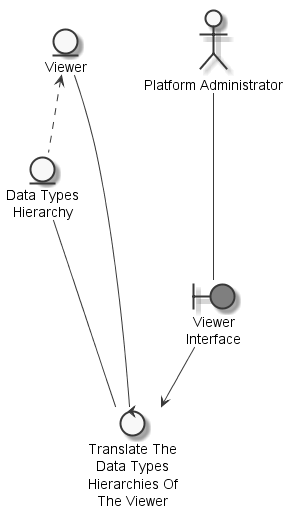 Viewer
Platform Administrator
Data Types
Hierarchy
Viewer
Interface
Translate The
Data Types
Hierarchies Of
The Viewer